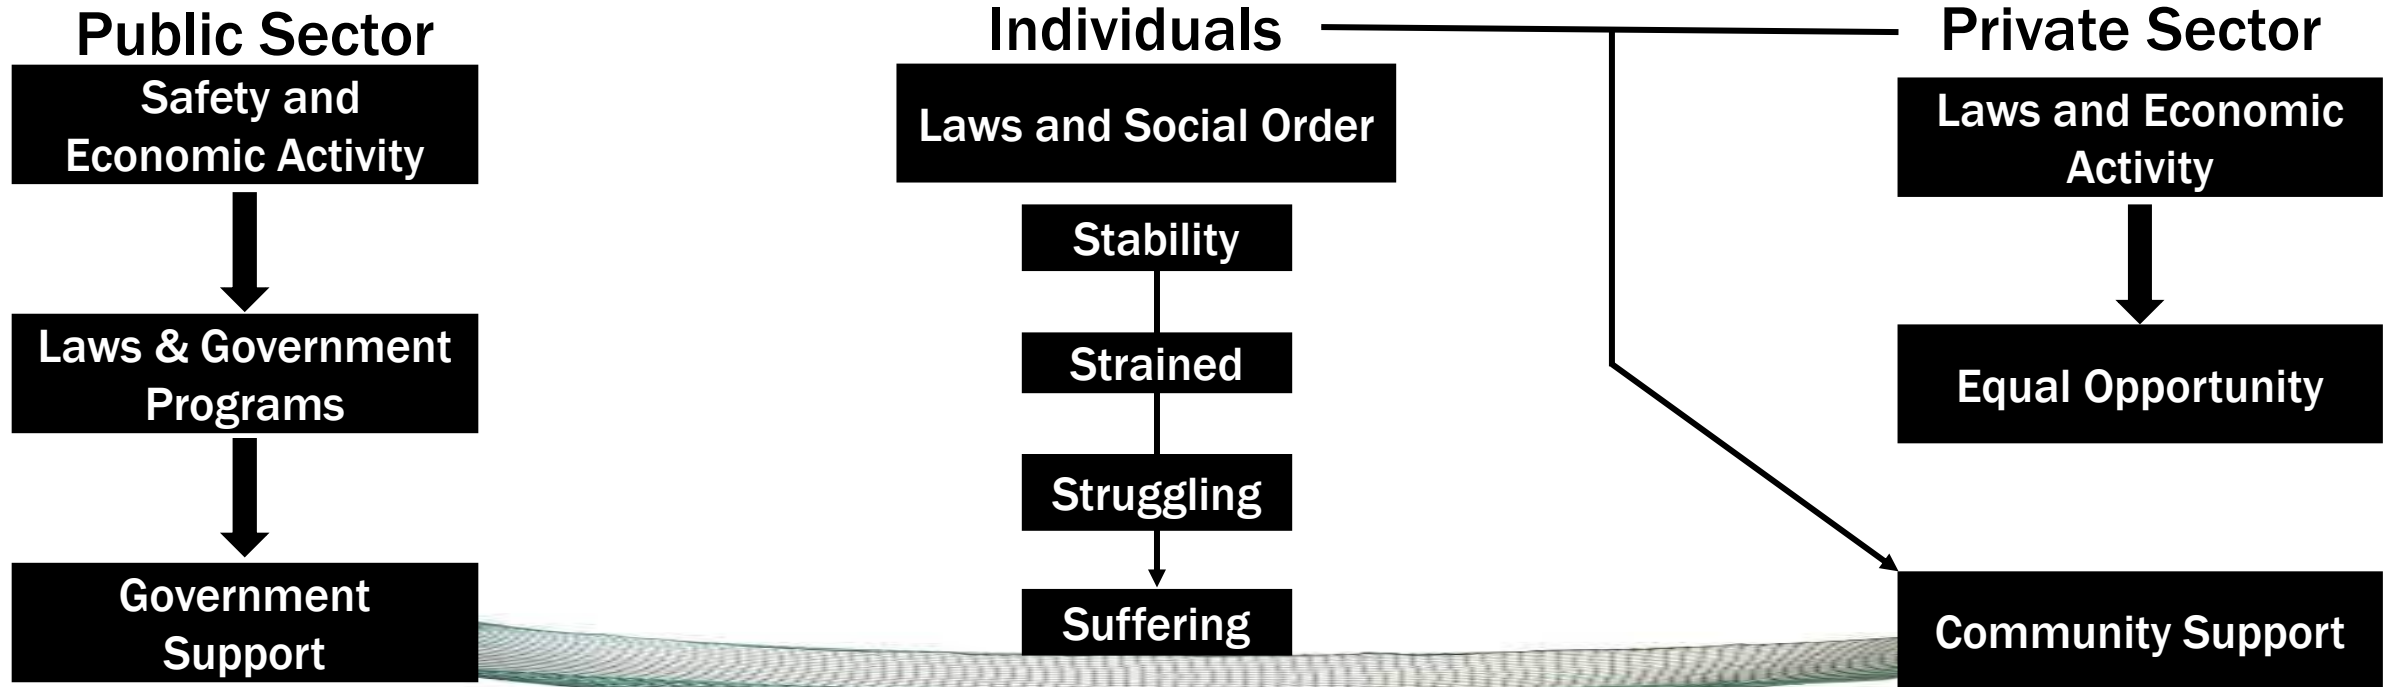 Public Sector
Safety and
Economic Activity
Laws & Government
Programs
Government
Support
Individuals
Laws and Social Order
Stability
Strained
Struggling
Suffering
Private Sector
Laws and Economic
Activity
Equal Opportunity
Community Support